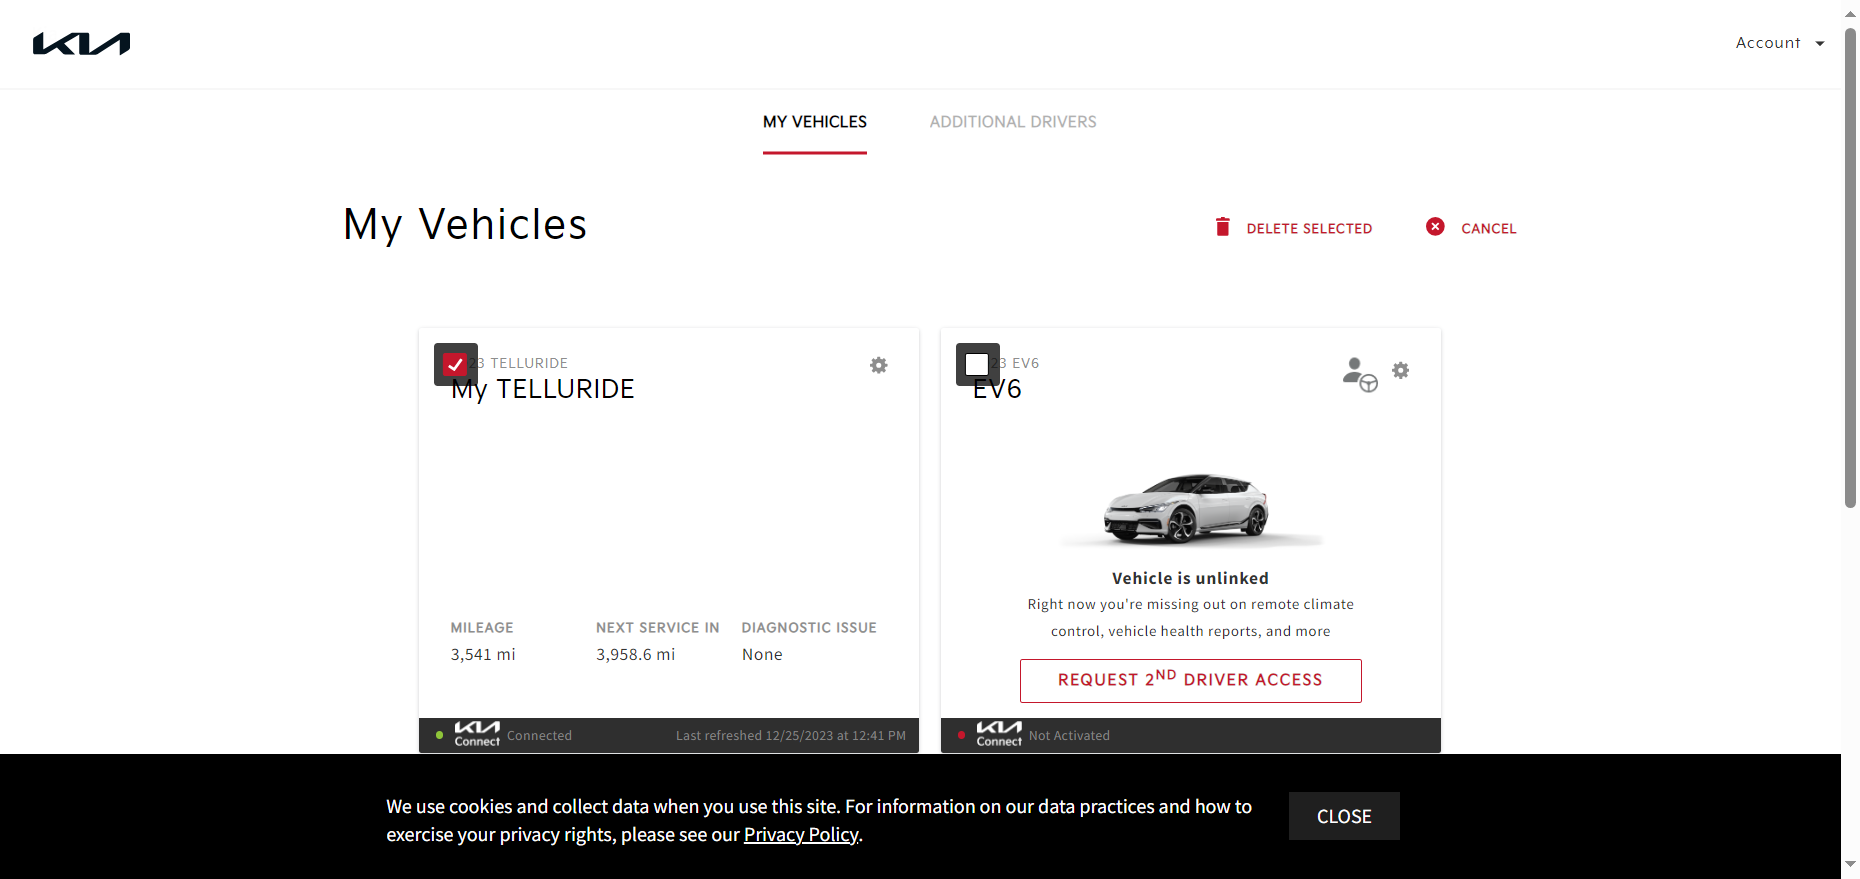 KIA
Account
MY VEHICLES
ADDITIONAL DRIVERS
My Vehicles
DELETE SELECTED
CANCEL
23 TELLURIDE
My TELLURIDE
MILEAGE
NEXT SERVICE IN
DIAGNOSTIC ISSUE
3,541 mi
3,958.6 mi
None
KIA
Connect
Connected
Last refreshed 12/25/2023 at 12:41 PM
23 EV6
EV6
Vehicle is unlinked
Right now you're missing out on remote climate
control, vehicle health reports, and more
REQUEST 2ND DRIVER ACCESS
KIA
Connect
Not Activated
We use cookies and collect data when you use this site. For information on our data practices and how to
exercise your privacy rights, please see our Privacy Policy.
CLOSE